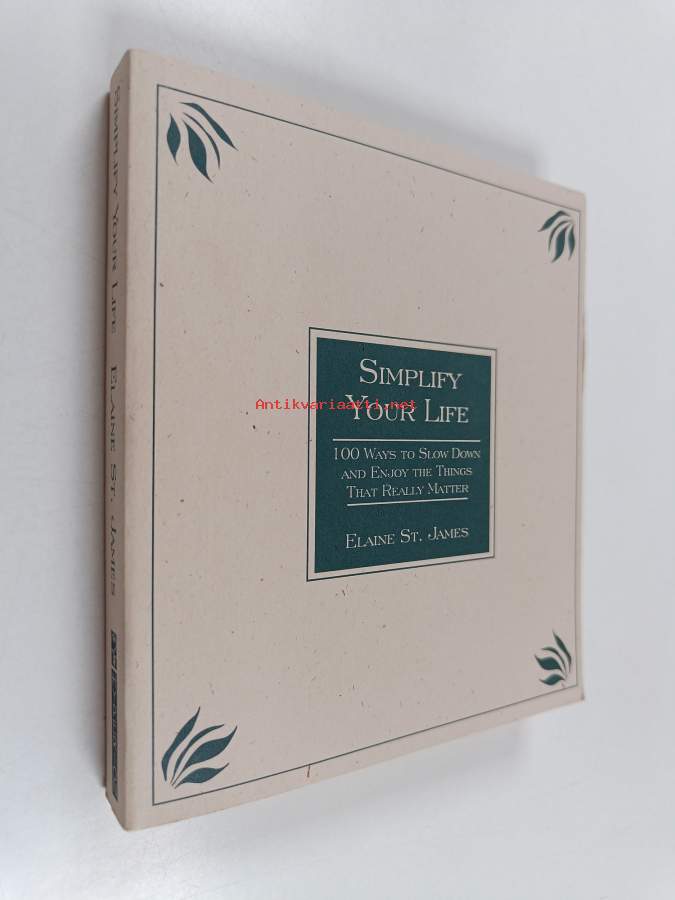 SIMPLIFY YOUR LIFE ELAINE ST. JAMES
SIMPLIFY
YOUR LIFE
Antikvariaatti.net
100 WAYS TO SLOW DOWN
AND ENJOY THE THINGS
THAT REALLY MATTER
ELAINE ST. JAMES